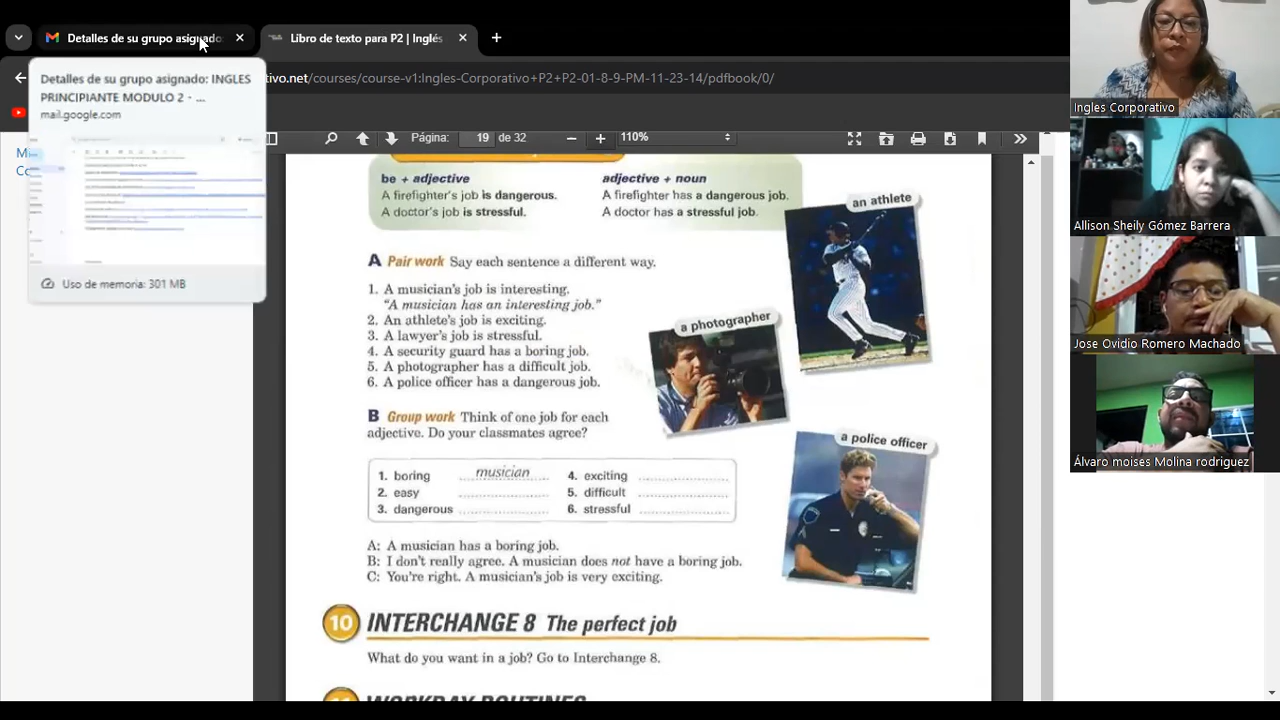 Detalles de su grupo asignado:
Libro de texto para P2 | Inglés
Detalles de su grupo asignado: INGLES
PRINCIPIANTE MODULO 2 - ...
mail.google.com
Uso de memoria: 301 MB
tivo.net/courses/course-v1:Ingles-Corporativo+P2+P2-01-8-9-PM-11-23-14/pdfbook/0/
Página: 19 de 32
110%
be + adjective
A firefighter's job is dangerous.
A doctor's job is stressful.
adjective + noun
A firefighter has a dangerous job.
A doctor has a stressful job.
an athlete
A Pair work Say each sentence a different way.
1. A musician's job is interesting.
"A musician has an interesting job."
2. An athlete's job is exciting.
3. A lawyer's job is stressful.
4. A security guard has a boring job.
5. A photographer has a difficult job.
6. A police officer has a dangerous job.
a photographer
B Group work Think of one job for each
adjective. Do your classmates agree?
a police officer
1. boring musician 4. exciting
2. easy 5. difficult
3. dangerous 6. stressful
A: A musician has a boring job.
B: I don't really agree. A musician does not have a boring job.
C: You're right. A musician's job is very exciting.
10 INTERCHANGE 8 The perfect job
What do you want in a job? Go to Interchange 8.
WORKDAY ROUTINES
Ingles Corporativo
Allison Sheily Gómez Barrera
Jose Ovidio Romero Machado
Álvaro moises Molina rodriguez